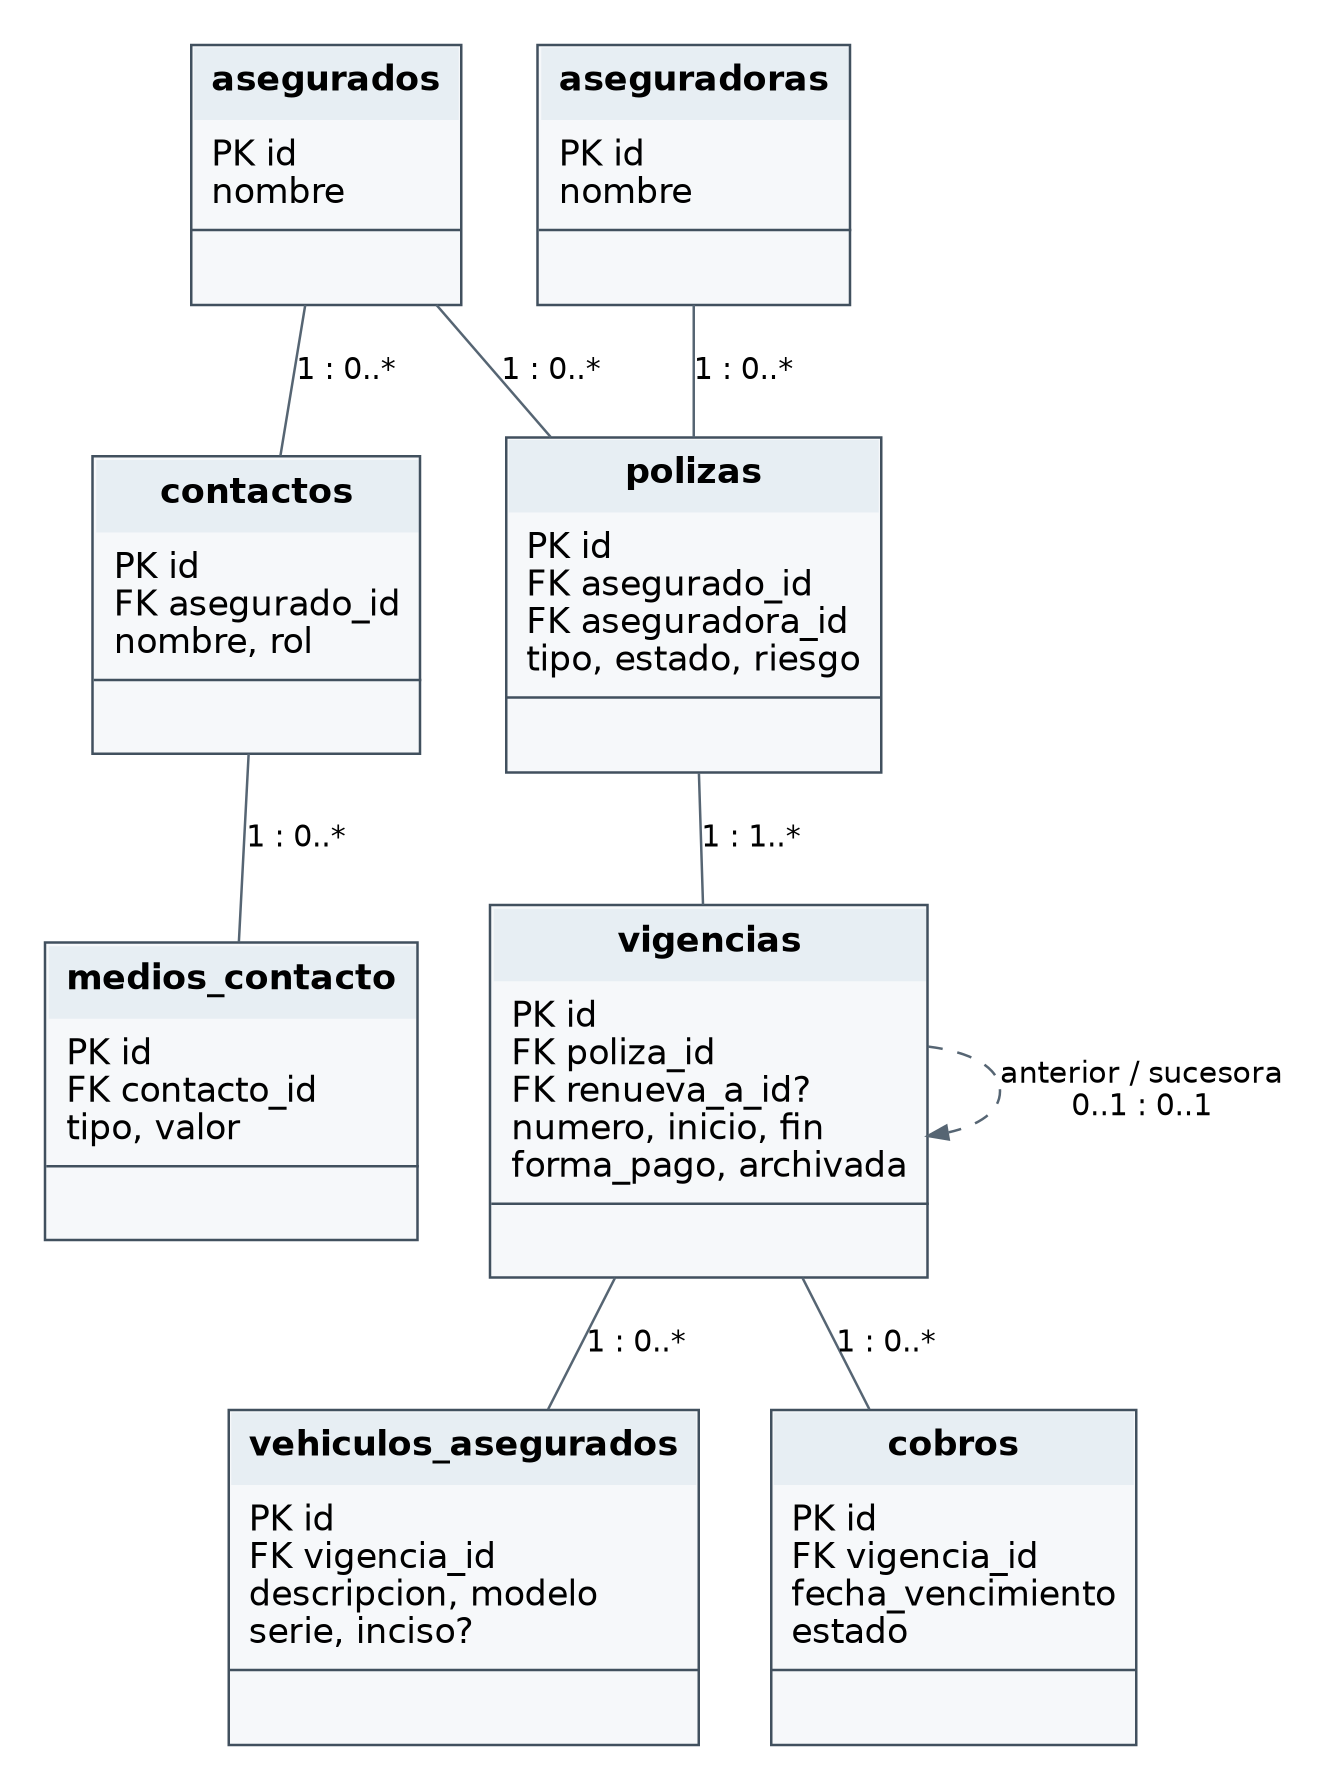 asegurados
PK id
nombre
aseguradoras
PK id
nombre
1 : 0..*
1 : 0..*
1 : 0..*
contactos
PK id
FK asegurado_id
nombre, rol
polizas
PK id
FK asegurado_id
FK aseguradora_id
tipo, estado, riesgo
1 : 0..*
1 : 1..*
medios_contacto
PK id
FK contacto_id
tipo, valor
vigencias
PK id
FK poliza_id
FK renueva_a_id?
numero, inicio, fin
forma_pago, archivada
anterior / sucesora
0..1 : 0..1
1 : 0..*
1 : 0..*
vehiculos_asegurados
PK id
FK vigencia_id
descripcion, modelo
serie, inciso?
cobros
PK id
FK vigencia_id
fecha_vencimiento
estado